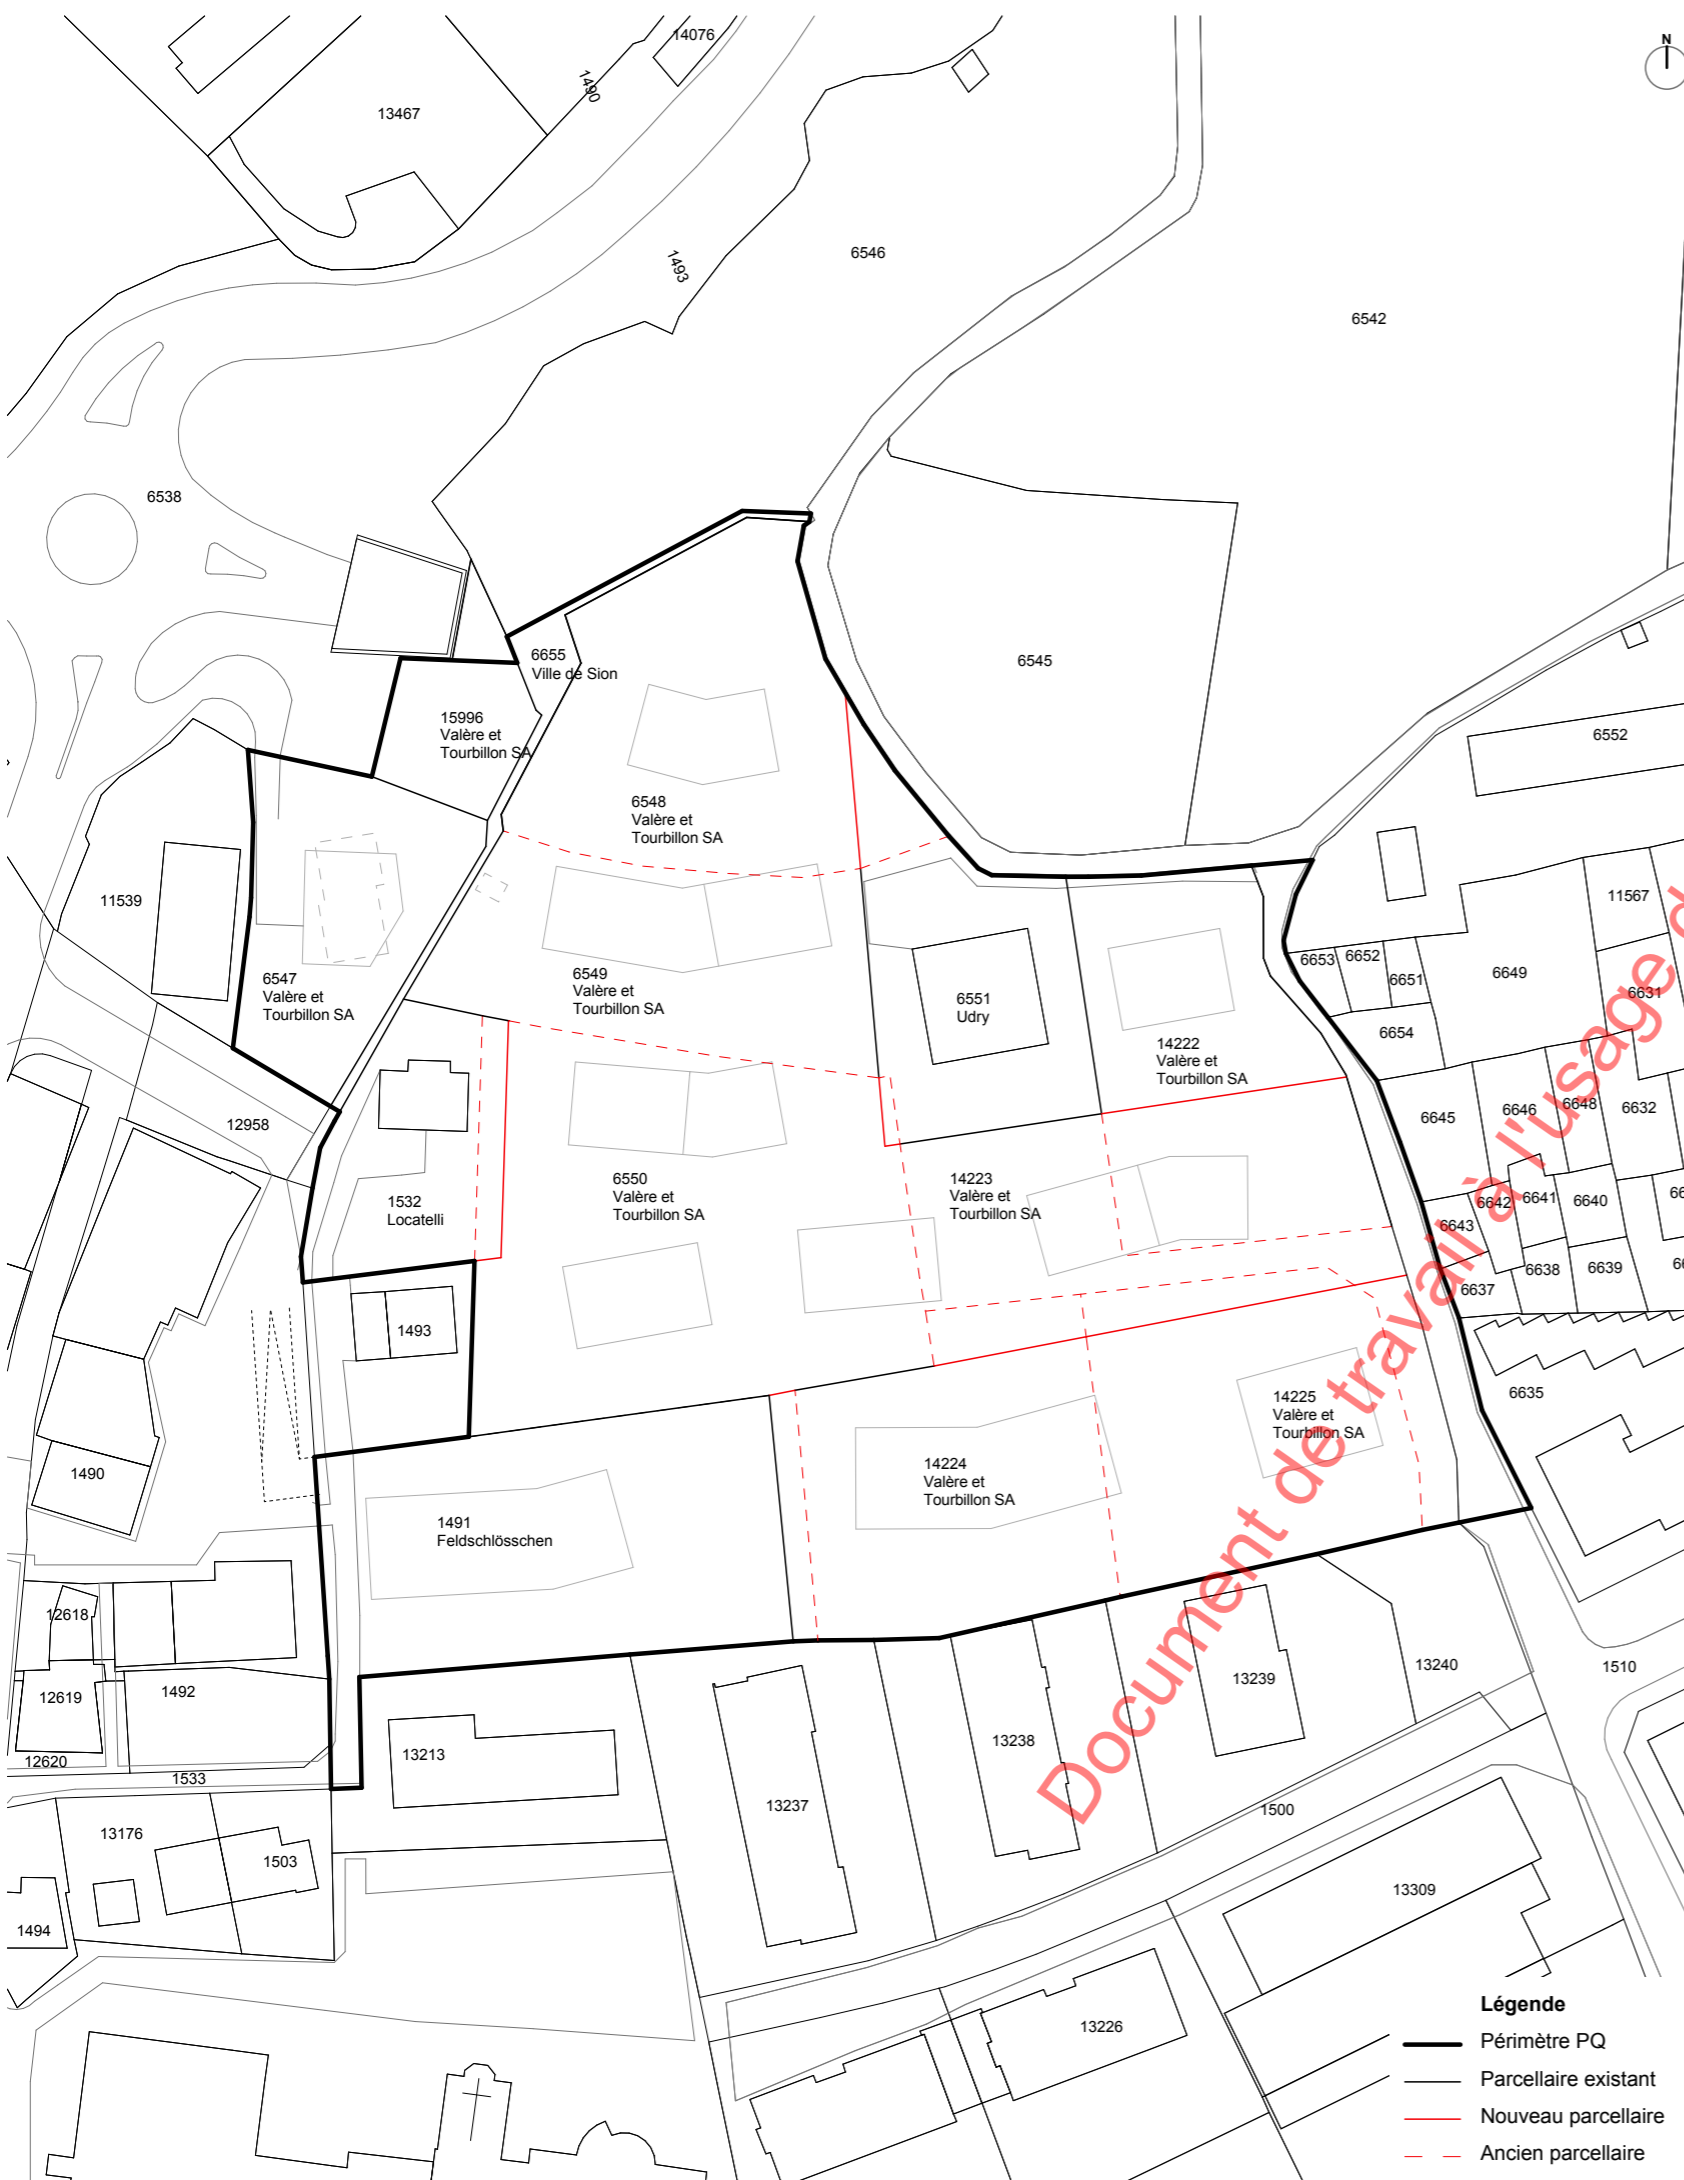 14076
N
1490
13467
1493
6546
6542
6538
6545
6655
Ville de Sion
15996
Valère et
Tourbillon SA
6552
6548
Valère et
Tourbillon SA
11539
11567
6547
Valère et
Tourbillon SA
6549
Valère et
Tourbillon SA
6551
Udry
6653
6652
6651
6649
6631
6654
14222
Valère et
Tourbillon SA
12958
6645
6646
6648
6632
1532
Locatelli
6550
Valère et
Tourbillon SA
14223
Valère et
Tourbillon SA
6642
6641
6640
6643
6638
6639
6637
1493
6635
14225
Valère et
Tourbillon SA
14224
Valère et
Tourbillon SA
1490
1491
Feldschlösschen
12618
12619
1492
12620
1533
13213
13237
13238
13239
13240
1510
1500
13176
1503
1494
13309
13226
Document de travail à l'usage d
Légende
Périmètre PQ
Parcellaire existant
Nouveau parcellaire
Ancien parcellaire